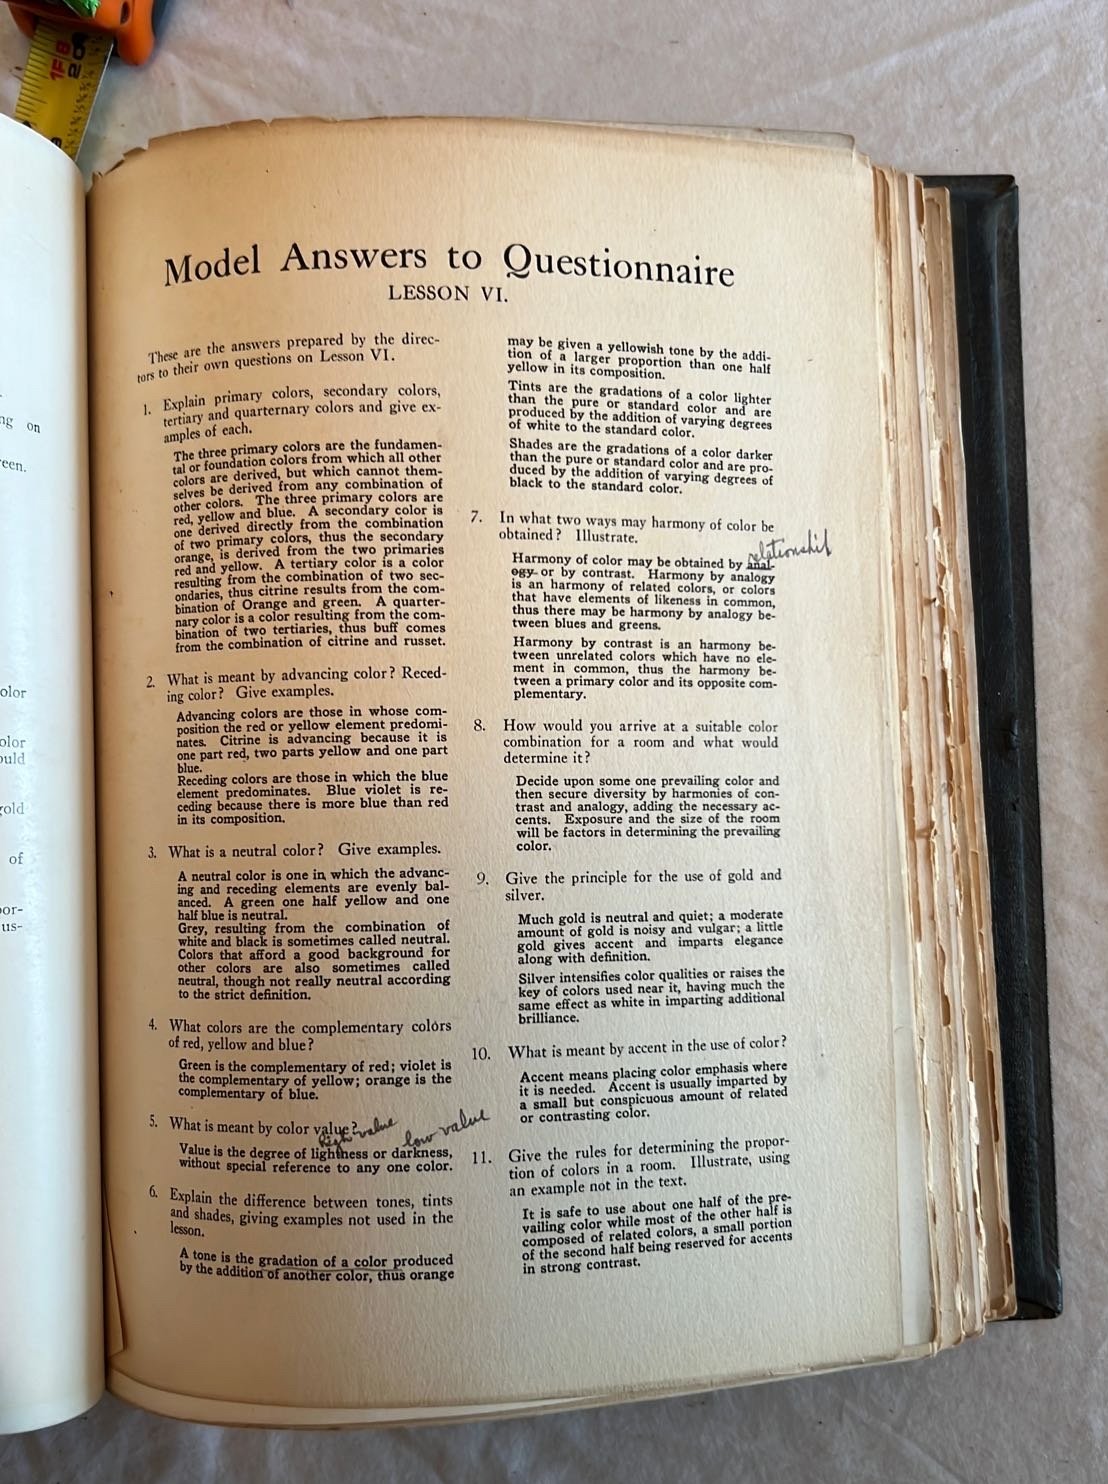 1F8
20
ng on
een.
olor
olor
ould
gold
of
por-
us-
Model Answers to Questionnaire
LESSON VI.
These are the answers prepared by the direc-
tors to their own questions on Lesson VI.
1. Explain primary colors, secondary colors,
tertiary and quarternary colors and give ex-
amples of each.
The three primary colors are the fundamen-
tal or foundation colors from which all other
colors are derived, but which cannot them-
selves be derived from any combination of
other colors. The three primary colors are
red, yellow and blue. A secondary color is
one derived directly from the combination
of two primary colors, thus the secondary
orange, is derived from the two primaries
red and yellow. A tertiary color is a color
resulting from the combination of two sec-
ondaries, thus citrine results from the com-
bination of Orange and green. A quarter-
nary color is a color resulting from the com-
bination of two tertiaries, thus buff comes
from the combination of citrine and russet.
2. What is meant by advancing color? Reced-
ing color? Give examples.
Advancing colors are those in whose com-
position the red or yellow element predomi-
nates. Citrine is advancing because it is
one part red, two parts yellow and one part
blue.
Receding colors are those in which the blue
element predominates. Blue violet is re-
ceding because there is more blue than red
in its composition.
3. What is a neutral color? Give examples.
A neutral color is one in which the advanc-
ing and receding elements are evenly bal-
anced. A green one half yellow and one
half blue is neutral.
Grey, resulting from the combination of
white and black is sometimes called neutral.
Colors that afford a good background for
other colors are also sometimes called
neutral, though not really neutral according
to the strict definition.
4. What colors are the complementary colors
of red, yellow and blue?
Green is the complementary of red; violet is
the complementary of yellow; orange is the
complementary of blue.
5. What is meant by color value?
high value low value
Value is the degree of lightness or darkness,
without special reference to any one color.
6. Explain the difference between tones, tints
and shades, giving examples not used in the
lesson.
A tone is the gradation of a color produced
by the addition of another color, thus orange
may be given a yellowish tone by the addi-
tion of a larger proportion than one half
yellow in its composition.
Tints are the gradations of a color lighter
than the pure or standard color and are
produced by the addition of varying degrees
of white to the standard color.
Shades are the gradations of a color darker
than the pure or standard color and are pro-
duced by the addition of varying degrees of
black to the standard color.
7. In what two ways may harmony of color be
obtained? Illustrate.
relationship
Harmony of color may be obtained by anal-
ogy or by contrast. Harmony by analogy
is an harmony of related colors, or colors
that have elements of likeness in common,
thus there may be harmony by analogy be-
tween blues and greens.
Harmony by contrast is an harmony be-
tween unrelated colors which have no ele-
ment in common, thus the harmony be-
tween a primary color and its opposite com-
plementary.
8. How would you arrive at a suitable color
combination for a room and what would
determine it?
Decide upon some one prevailing color and
then secure diversity by harmonies of con-
trast and analogy, adding the necessary ac-
cents. Exposure and the size of the room
will be factors in determining the prevailing
color.
9. Give the principle for the use of gold and
silver.
Much gold is neutral and quiet; a moderate
amount of gold is noisy and vulgar; a little
gold gives accent and imparts elegance
along with definition.
Silver intensifies color qualities or raises the
key of colors used near it, having much the
same effect as white in imparting additional
brilliance.
10. What is meant by accent in the use of color?
Accent means placing color emphasis where
it is needed. Accent is usually imparted by
a small but conspicuous amount of related
or contrasting color.
11. Give the rules for determining the propor-
tion of colors in a room. Illustrate, using
an example not in the text.
It is safe to use about one half of the pre-
vailing color while most of the other half is
composed of related colors, a small portion
of the second half being reserved for accents
in strong contrast.